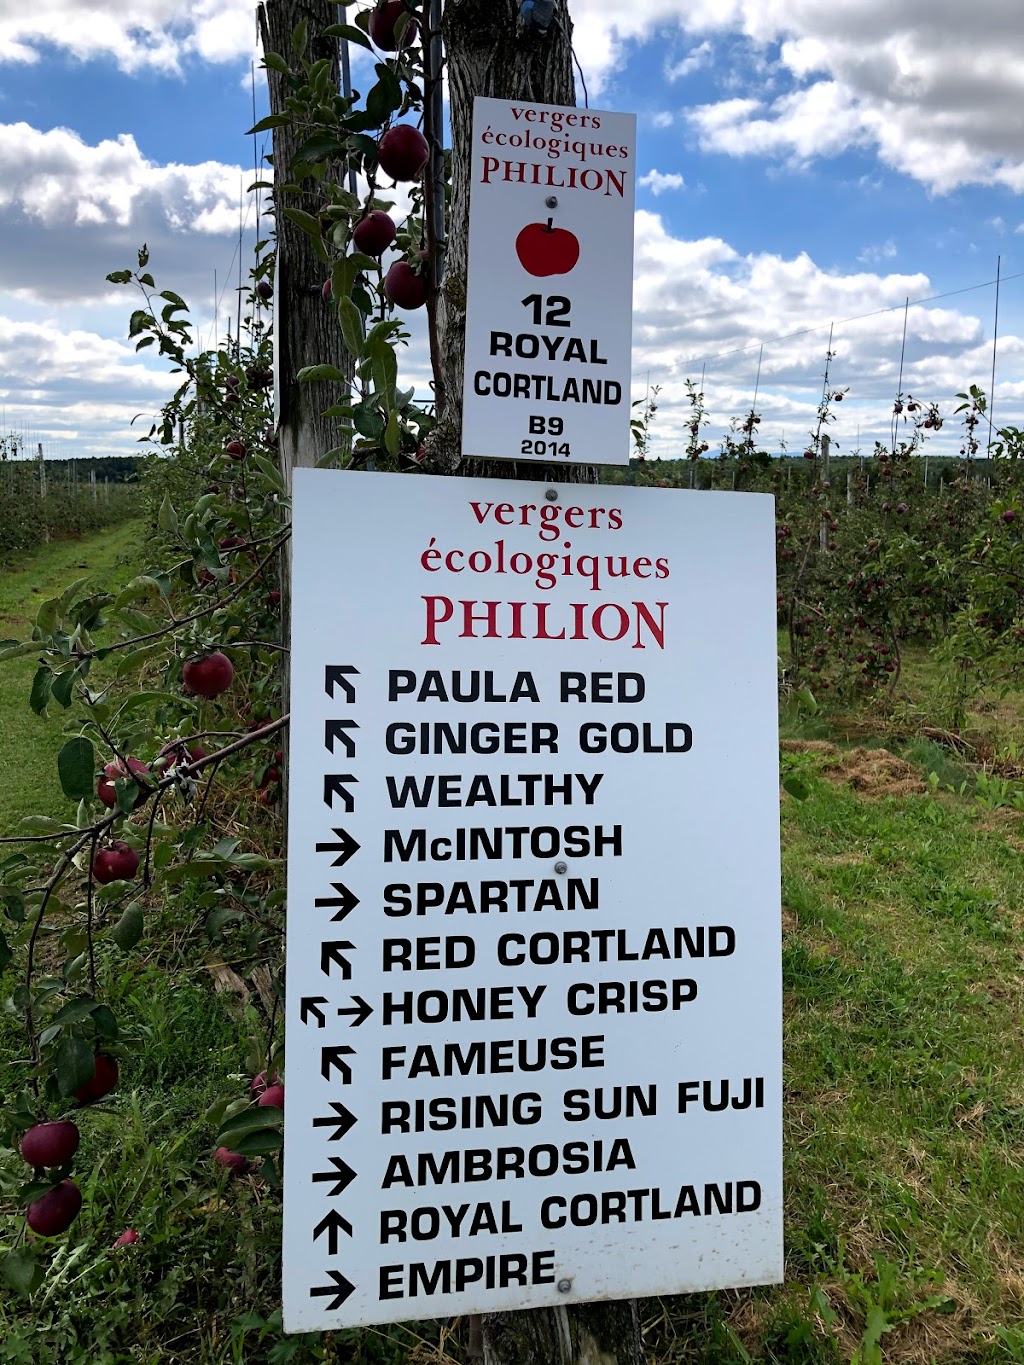 vergers
écologiques
PHILION
12
ROYAL
CORTLAND
B9
2014
vergers
écologiques
PHILION
↖ PAULA RED
↖ GINGER GOLD
↖ WEALTHY
→ McINTOSH
→ SPARTAN
↖ RED CORTLAND
↖→ HONEY CRISP
↖ FAMEUSE
→ RISING SUN FUJI
→ AMBROSIA
↑ ROYAL CORTLAND
→ EMPIRE